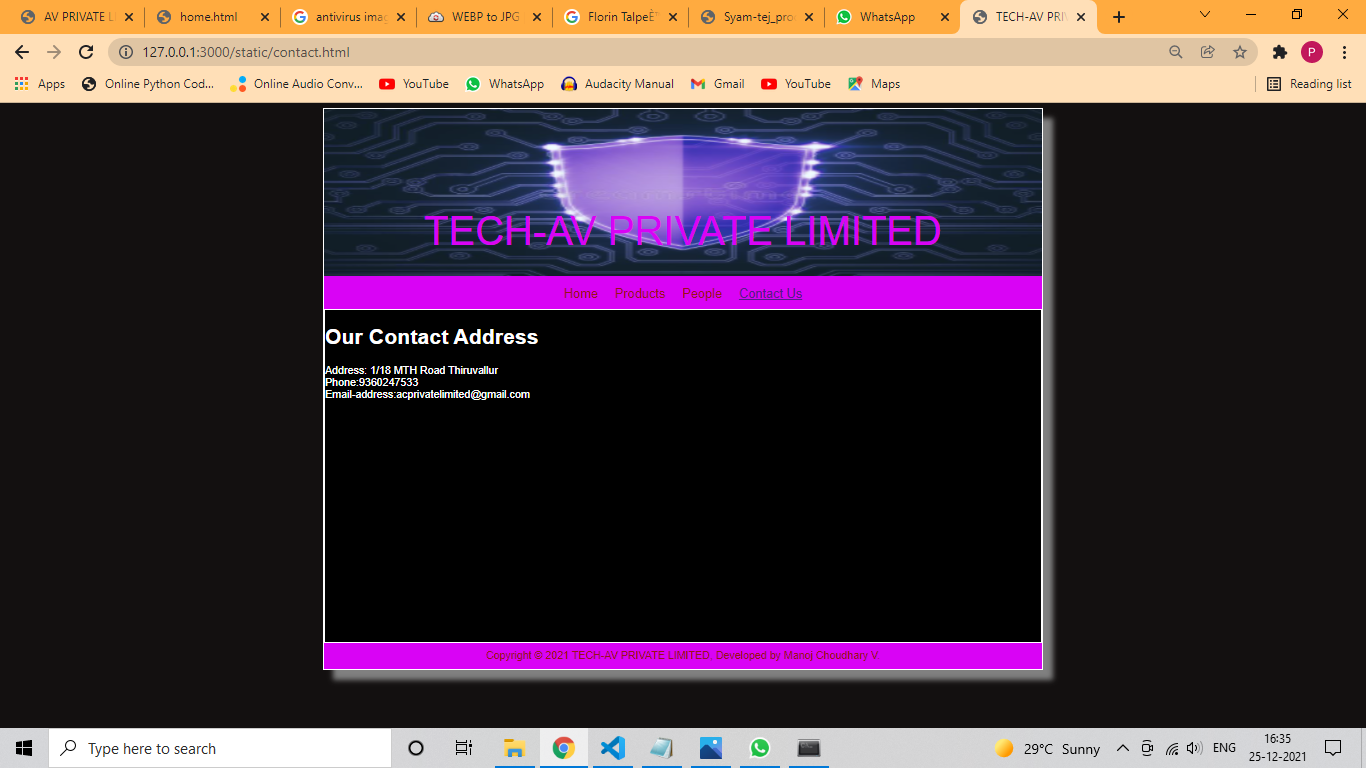 AV PRIVATE L
home.html
antivirus ima
WEBP to JPG
Florin TalpeÈ
Syam-tej_pro
WhatsApp
TECH-AV PRI
127.0.0.1:3000/static/contact.html
P
Apps
Online Python Cod...
Online Audio Conv...
YouTube
WhatsApp
Audacity Manual
Gmail
YouTube
Maps
Reading list
TECH-AV PRIVATE LIMITED
Home Products People Contact Us
Our Contact Address
Address: 1/18 MTH Road Thiruvallur
Phone:9360247533
Email-address:acprivatelimited@gmail.com
Copyright © 2021 TECH-AV PRIVATE LIMITED, Developed by Manoj Choudhary V.
Type here to search
29°C Sunny
ENG
16:35
25-12-2021